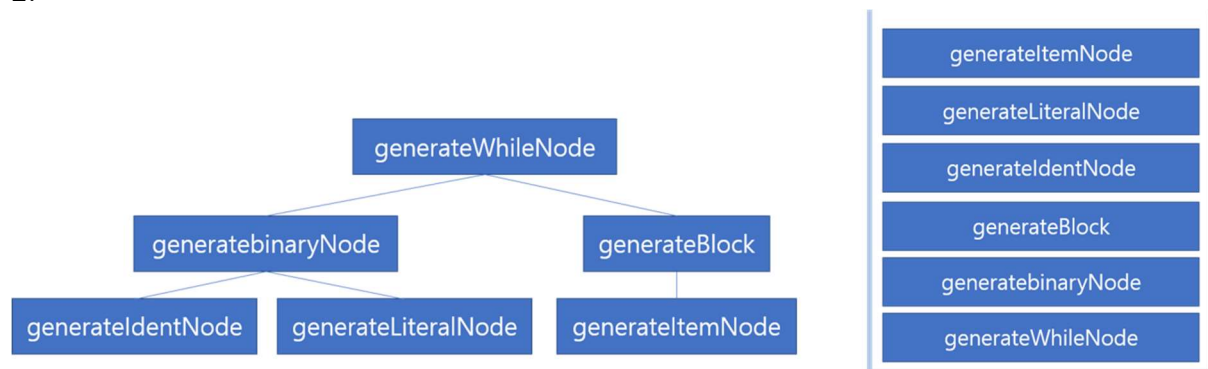 generateWhileNode
generatebinaryNode
generateBlock
generateIdentNode
generateLiteralNode
generateItemNode
generateItemNode
generateLiteralNode
generateIdentNode
generateBlock
generatebinaryNode
generateWhileNode